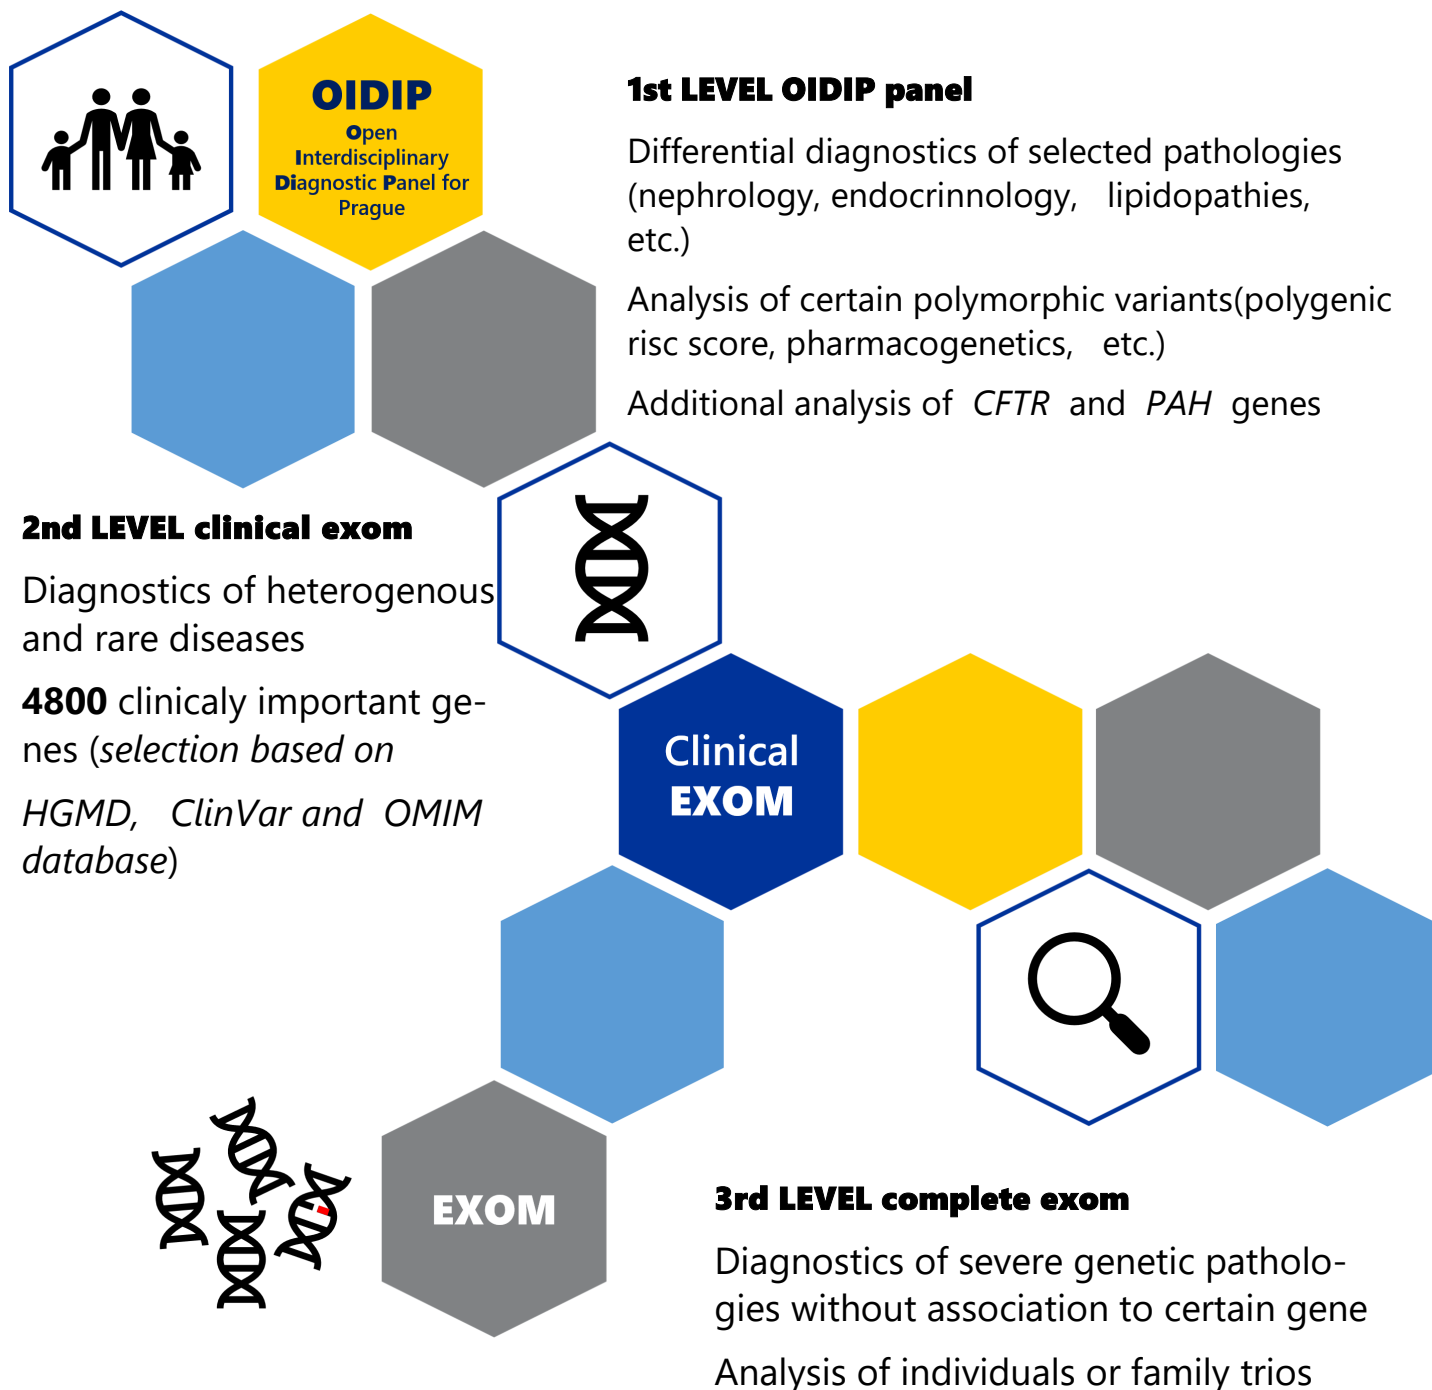 OIDIP
Open
Interdisciplinary
Diagnostic Panel for
Prague
1st LEVEL OIDIP panel
Differential diagnostics of selected pathologies
(nephrology, endocrinnology, lipidopathies,
etc.)
Analysis of certain polymorphic variants(polygenic
risc score, pharmacogenetics, etc.)
Additional analysis of CFTR and PAH genes
2nd LEVEL clinical exom
Diagnostics of heterogenous
and rare diseases
4800 clinicaly important ge-
nes (selection based on
HGMD, ClinVar and OMIM
database)
Clinical
EXOM
EXOM
3rd LEVEL complete exom
Diagnostics of severe genetic patholo-
gies without association to certain gene
Analysis of individuals or family trios